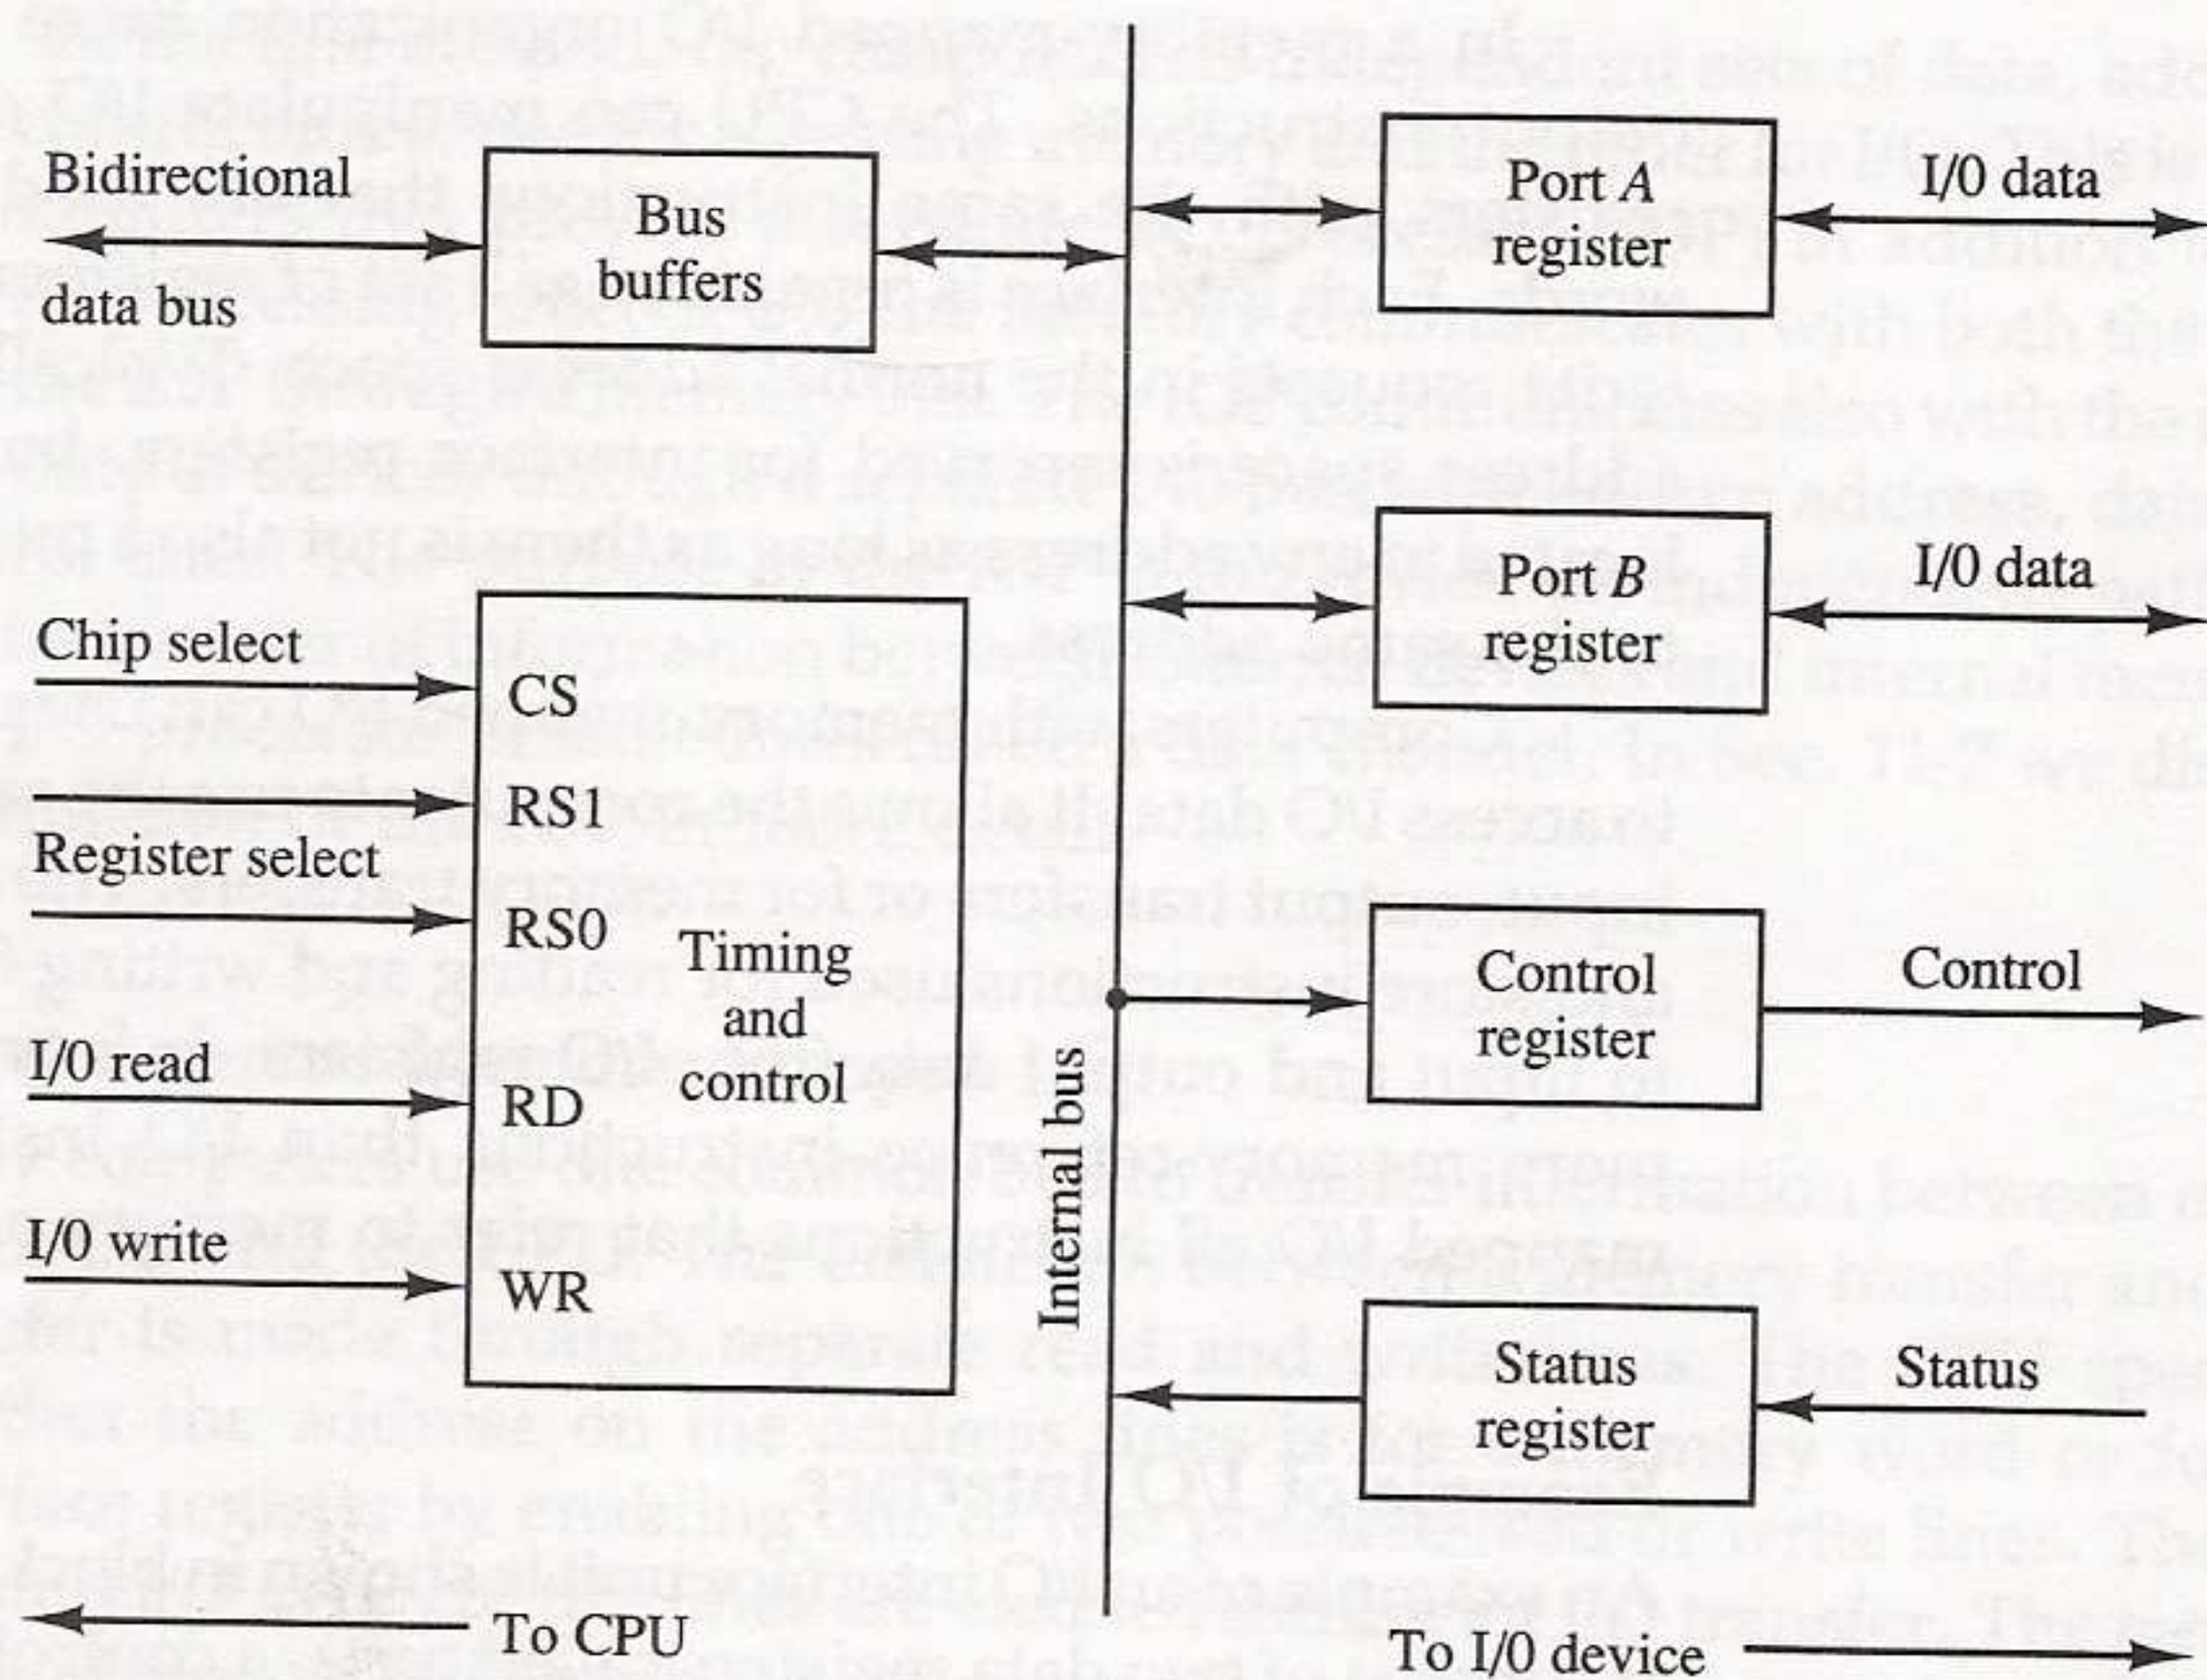 Bidirectional
data bus
Bus
buffers
Port A
register
I/0 data
Port B
register
I/0 data
Chip select
CS
RS1
Register select
RS0
Timing
and
control
I/0 read
RD
I/0 write
WR
Internal bus
Control
register
Control
Status
register
Status
To CPU
To I/0 device